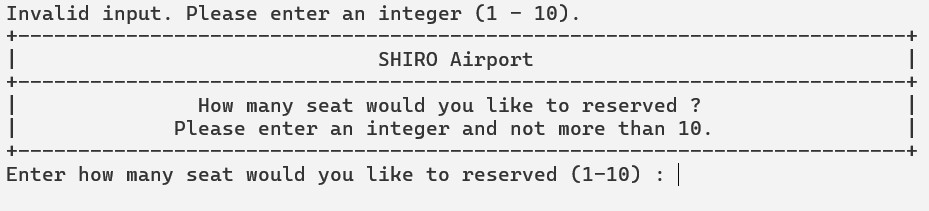 Invalid input. Please enter an integer (1 - 10).
+--------------------------------------------------------------------------+
|                              SHIRO Airport                               |
+--------------------------------------------------------------------------+
|               How many seat would you like to reserved ?                 |
|             Please enter an integer and not more than 10.                |
+--------------------------------------------------------------------------+
Enter how many seat would you like to reserved (1-10) :